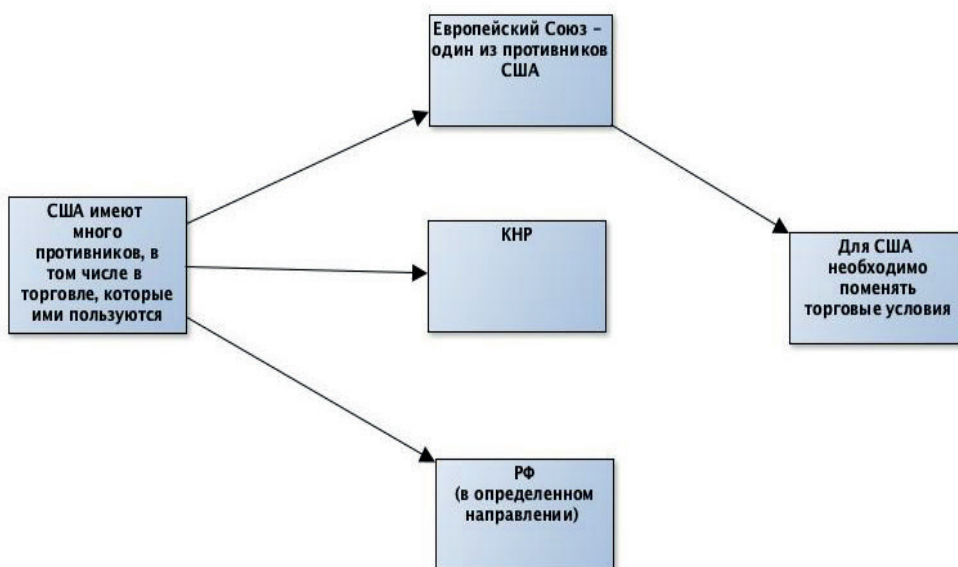 Европейский Союз –
один из противников
США
США имеют
много
противников, в
том числе в
торговле, которые
ими пользуются
КНР
Для США
необходимо
поменять
торговые условия
РФ
(в определенном
направлении)